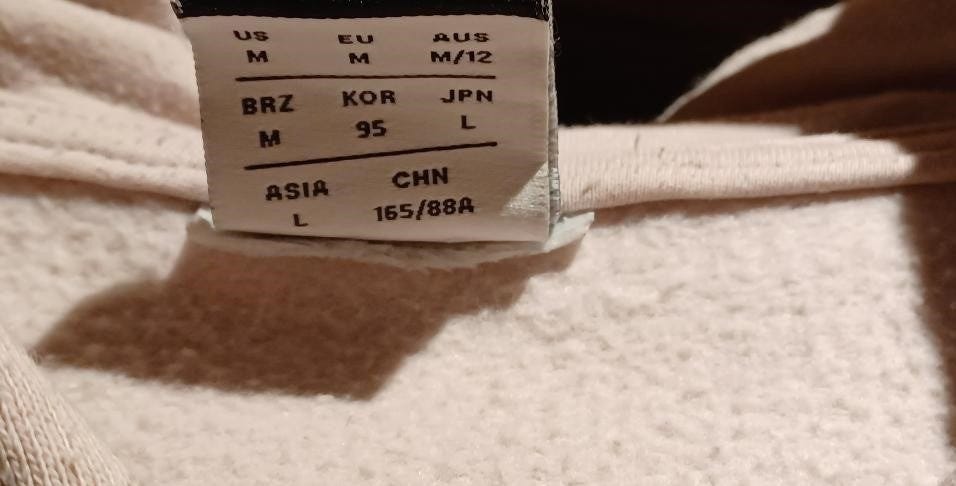 US EU AUS
M M M/12
BRZ KOR JPN
M 95 L
ASIA CHN
L 165/88A